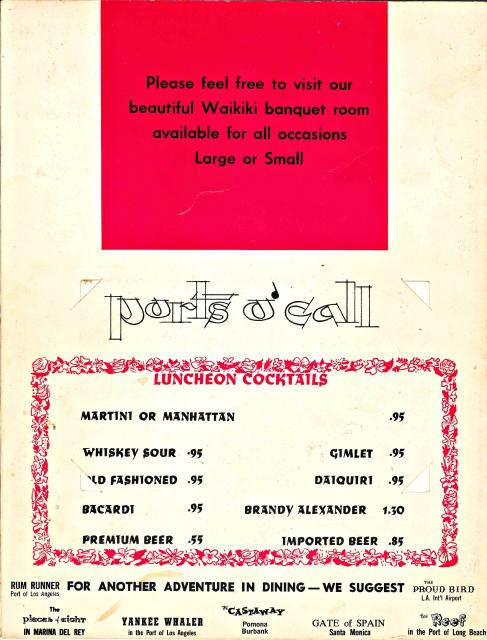 Please feel free to visit our
beautiful Waikiki banquet room
available for all occasions
Large or Small
ports o' call
LUNCHEON COCKTAILS
MARTINI OR MANHATTAN .95
WHISKEY SOUR .95 GIMLET .95
OLD FASHIONED .95 DAIQUIRI .95
BACARDI .95 BRANDY ALEXANDER 1.30
PREMIUM BEER .55 IMPORTED BEER .85
RUM RUNNER
Port of Los Angeles
FOR ANOTHER ADVENTURE IN DINING — WE SUGGEST
THE
PROUD BIRD
L.A. Int'l Airport
The
pieces of eight
IN MARINA DEL REY
YANKEE WHALER
in the Port of Los Angeles
The CASTAWAY
Pomona
Burbank
GATE of SPAIN
Santa Monica
the Reef
in the Port of Long Beach